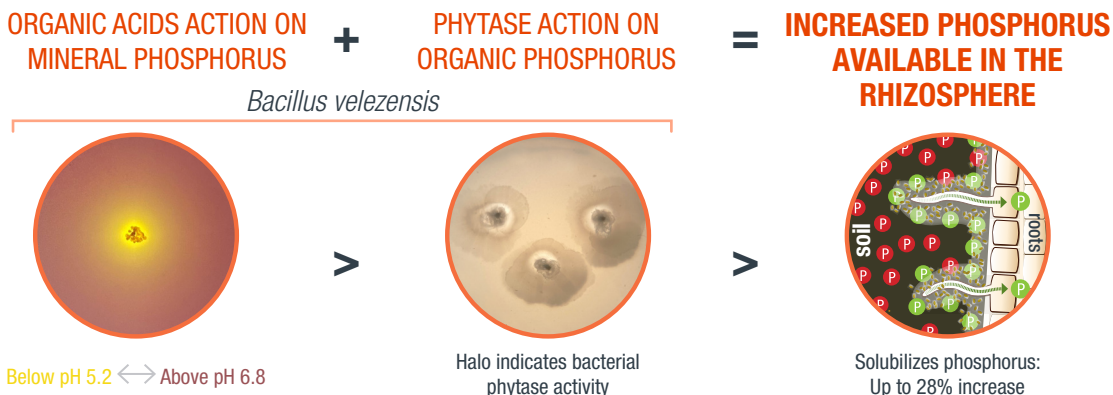 ORGANIC ACIDS ACTION ON
MINERAL PHOSPHORUS
+
PHYTASE ACTION ON
ORGANIC PHOSPHORUS
=
INCREASED PHOSPHORUS
AVAILABLE IN THE
RHIZOSPHERE
Bacillus velezensis
>
>
soil
roots
P P P P P P P P P P P P P P P P P P P P P P P P P P P P P P
Below pH 5.2 ⟷ Above pH 6.8
Halo indicates bacterial
phytase activity
Solubilizes phosphorus:
Up to 28% increase